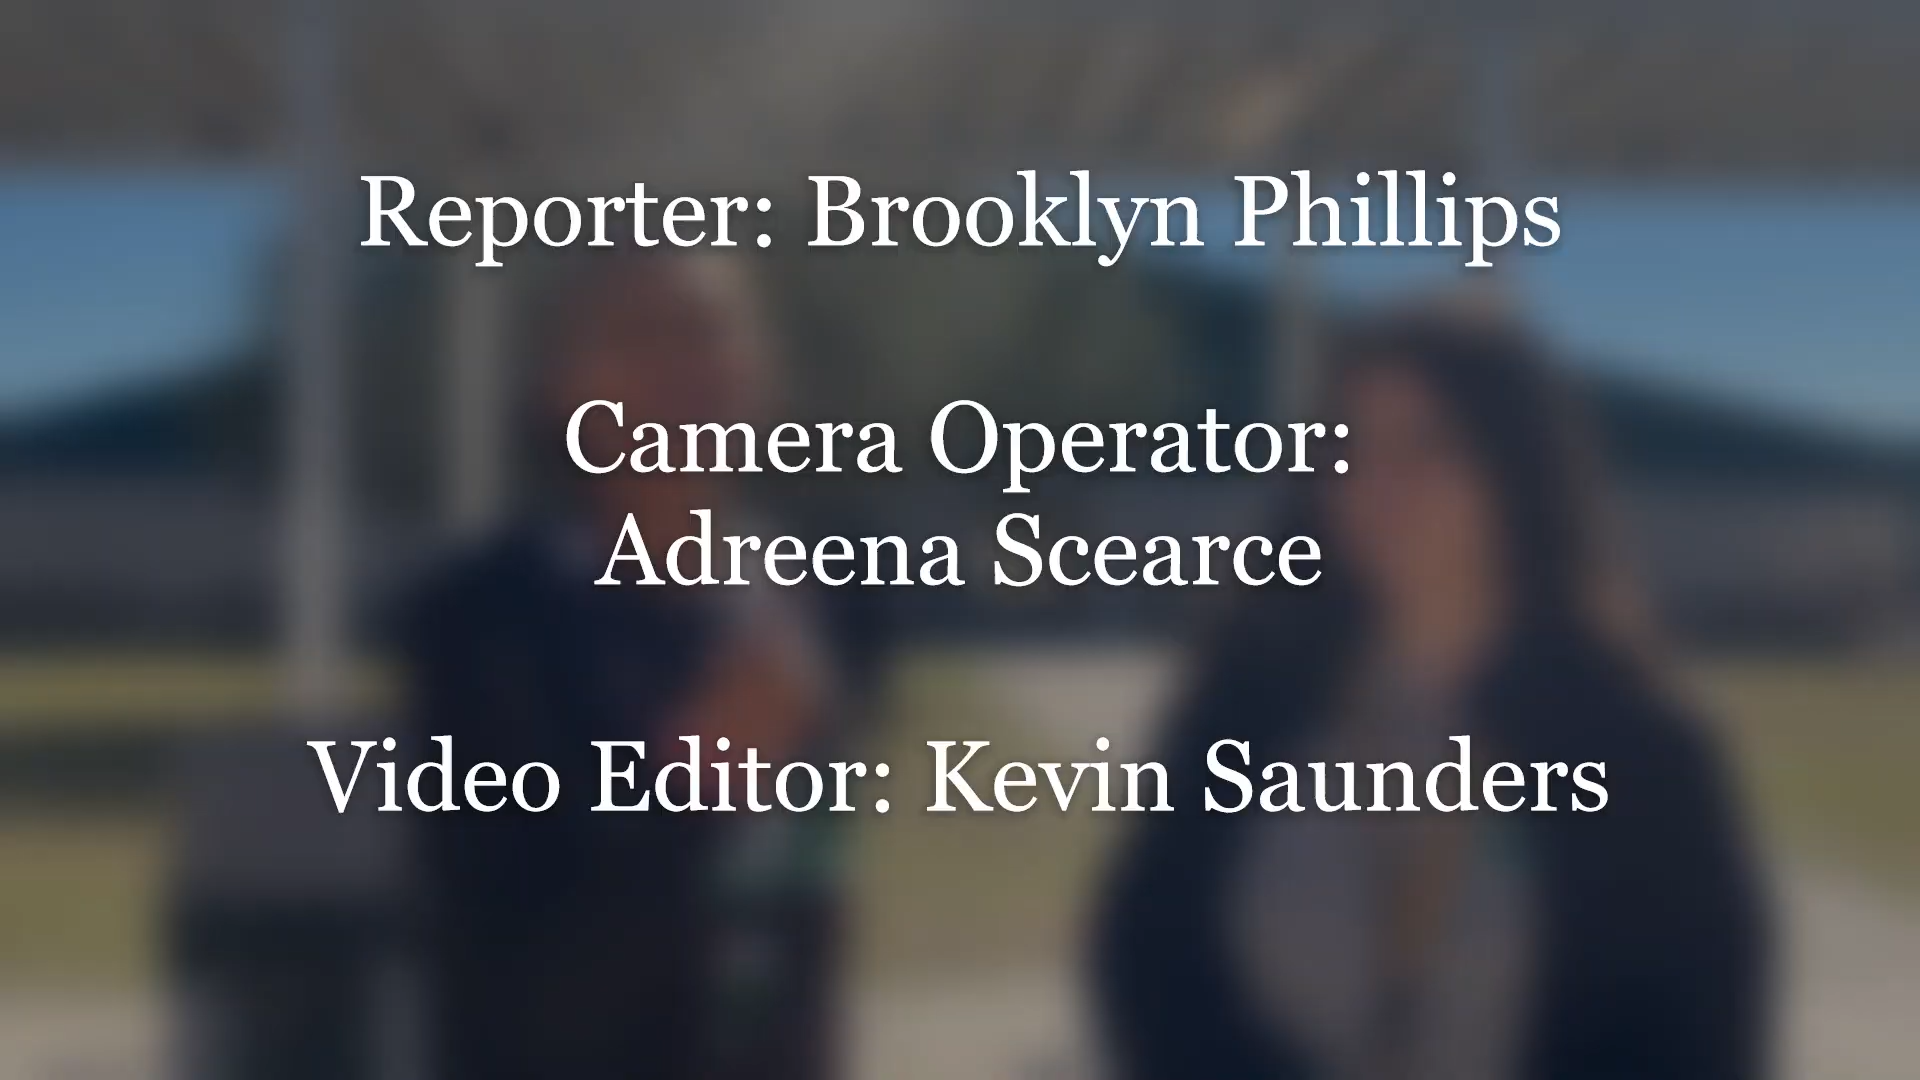 Reporter: Brooklyn Phillips
Camera Operator:
Adreena Scearce
Video Editor: Kevin Saunders